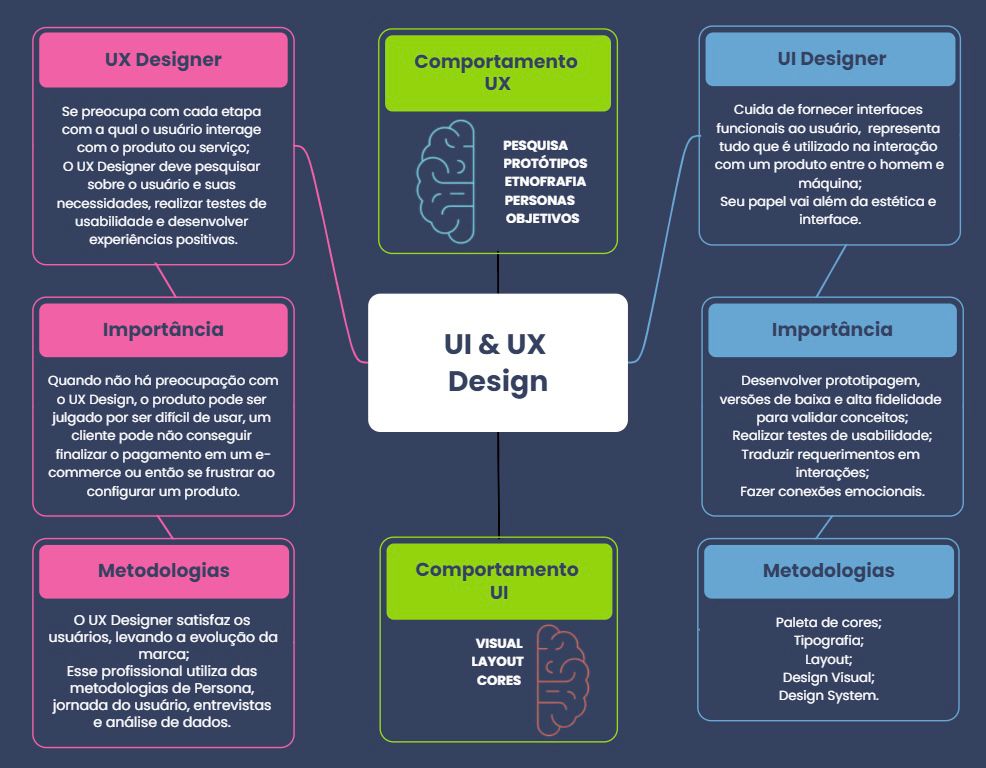 UX Designer
Se preocupa com cada etapa
com a qual o usuário interage
com o produto ou serviço;
O UX Designer deve pesquisar
sobre o usuário e suas
necessidades, realizar testes de
usabilidade e desenvolver
experiências positivas.
Importância
Quando não há preocupação com
o UX Design, o produto pode ser
julgado por ser difícil de usar, um
cliente pode não conseguir
finalizar o pagamento em um e-
commerce ou então se frustrar ao
configurar um produto.
Metodologias
O UX Designer satisfaz os
usuários, levando a evolução da
marca;
Esse profissional utiliza das
metodologias de Persona,
jornada do usuário, entrevistas
e análise de dados.
Comportamento
UX
PESQUISA
PROTÓTIPOS
ETNOFRAFIA
PERSONAS
OBJETIVOS
UI & UX
Design
Comportamento
UI
VISUAL
LAYOUT
CORES
UI Designer
Cuida de fornecer interfaces
funcionais ao usuário, representa
tudo que é utilizado na interação
com um produto entre o homem e
máquina;
Seu papel vai além da estética e
interface.
Importância
Desenvolver prototipagem,
versões de baixa e alta fidelidade
para validar conceitos;
Realizar testes de usabilidade;
Traduzir requerimentos em
interações;
Fazer conexões emocionais.
Metodologias
Paleta de cores;
Tipografia;
Layout;
Design Visual;
Design System.